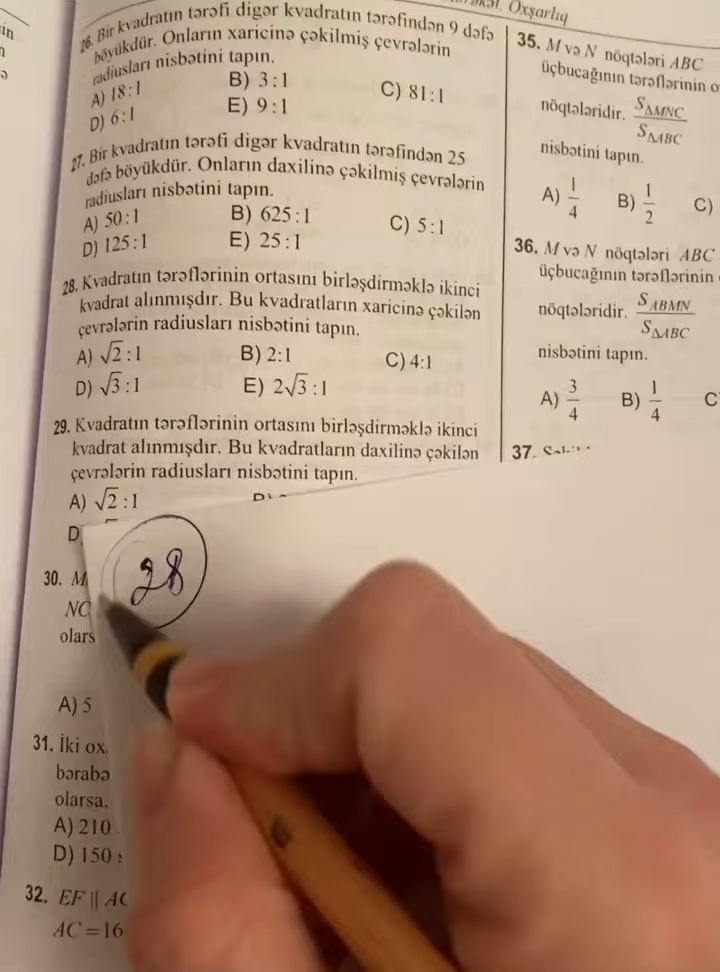 Oxşarlıq
26. Bir kvadratın tərəfi digər kvadratın tərəfindən 9 dəfə
böyükdür. Onların xaricinə çəkilmiş çevrələrin
radiusları nisbətini tapın.
A) 18:1 B) 3:1 C) 81:1
D) 6:1 E) 9:1
27. Bir kvadratın tərəfi digər kvadratın tərəfindən 25
dəfə böyükdür. Onların daxilinə çəkilmiş çevrələrin
radiusları nisbətini tapın.
A) 50:1 B) 625:1 C) 5:1
D) 125:1 E) 25:1
28. Kvadratın tərəflərinin ortasını birləşdirməklə ikinci
kvadrat alınmışdır. Bu kvadratların xaricinə çəkilən
çevrələrin radiusları nisbətini tapın.
A) √2:1 B) 2:1 C) 4:1
D) √3:1 E) 2√3:1
29. Kvadratın tərəflərinin ortasını birləşdirməklə ikinci
kvadrat alınmışdır. Bu kvadratların daxilinə çəkilən
çevrələrin radiusları nisbətini tapın.
A) √2:1
D
30. M
NC
olars
A) 5
31. İki ox
bərabə
olarsa,
A) 210
D) 150
32. EF || AC
AC = 16
28
35. M və N nöqtələri ABC
üçbucağının tərəflərinin o
nöqtələridir. S△MNC / S△ABC
nisbətini tapın.
A) 1/4 B) 1/2 C)
36. M və N nöqtələri ABC
üçbucağının tərəflərinin
nöqtələridir. SABMN / S△ABC
nisbətini tapın.
A) 3/4 B) 1/4 C
37.